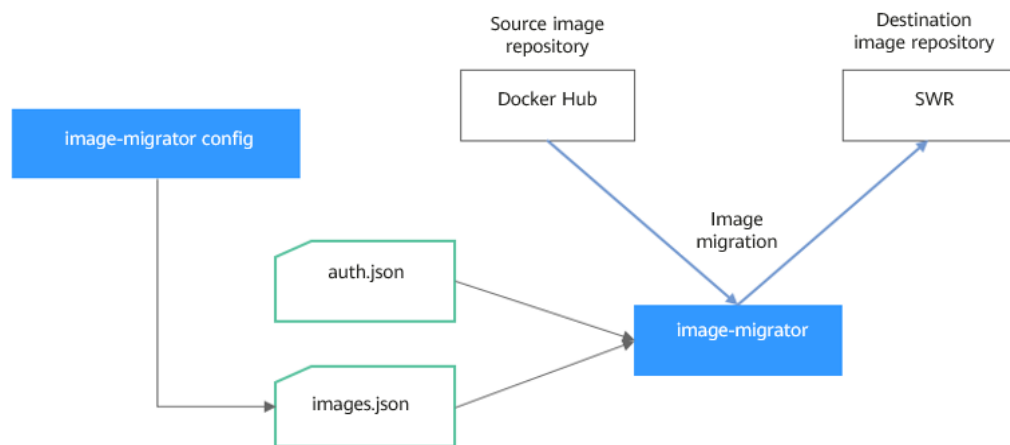 Source image
repository
Destination
image repository
Docker Hub
SWR
image-migrator config
Image
migration
auth.json
image-migrator
images.json